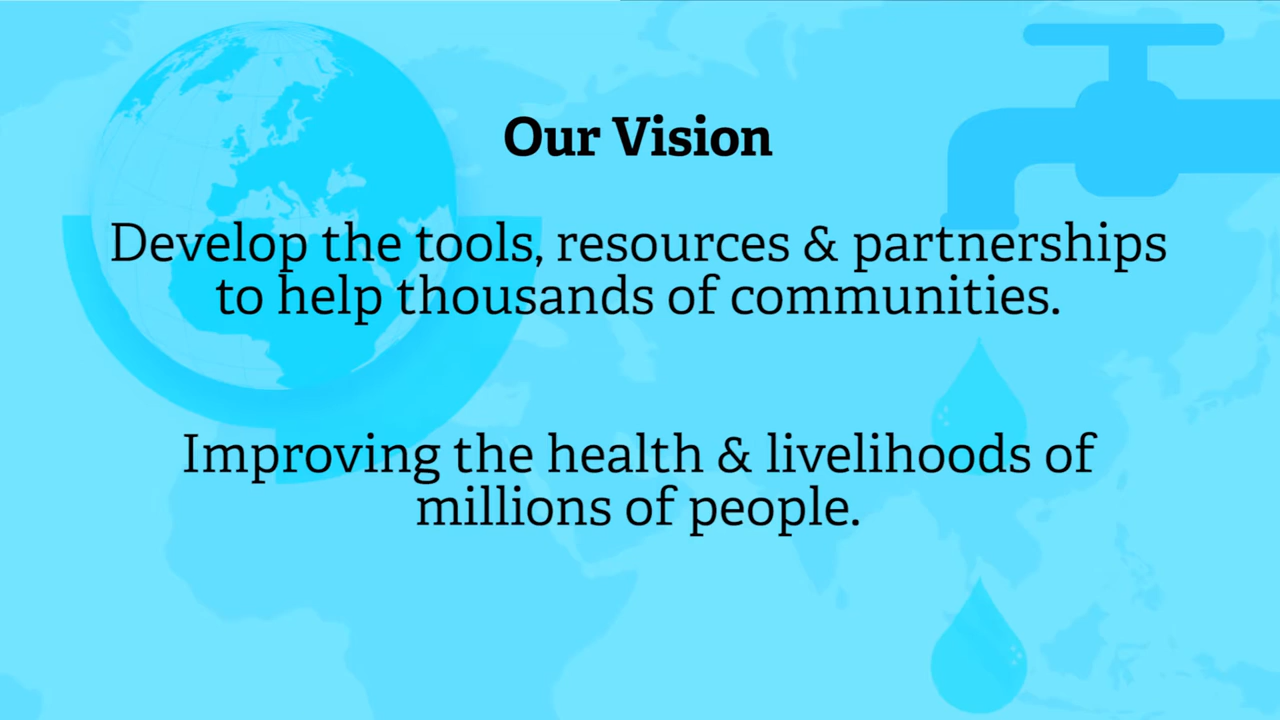 Our Vision
Develop the tools, resources & partnerships
to help thousands of communities.
Improving the health & livelihoods of
millions of people.